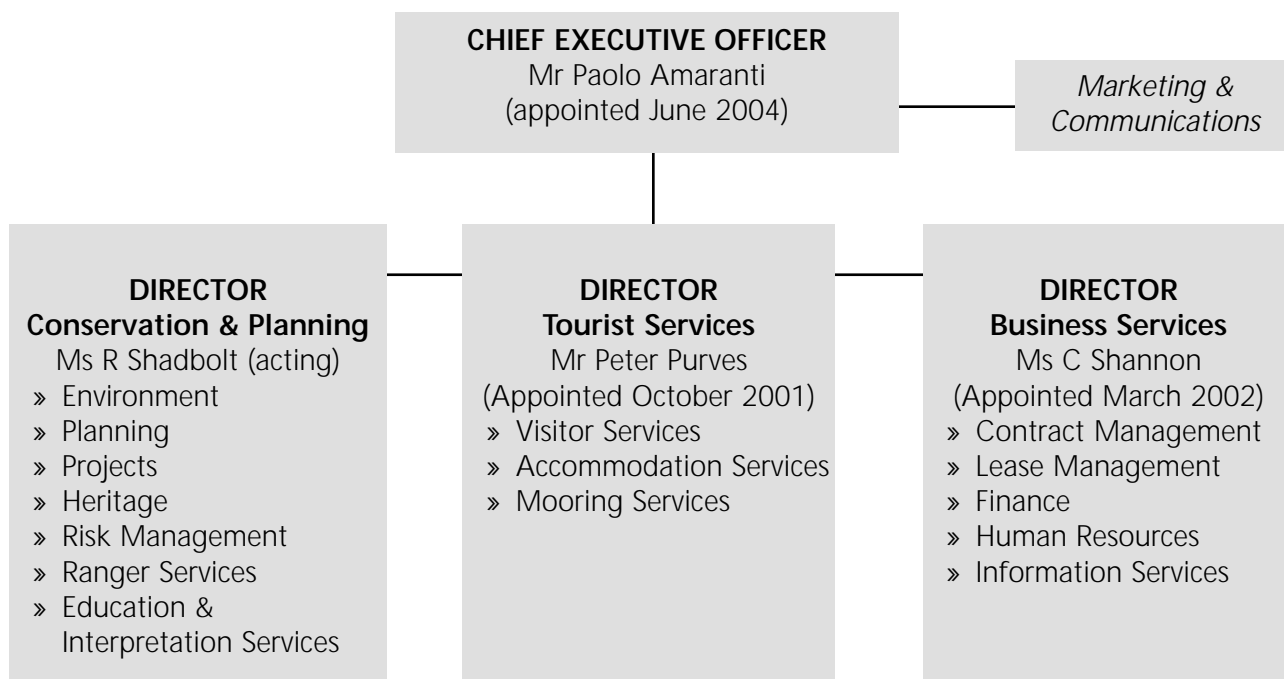 CHIEF EXECUTIVE OFFICER
Mr Paolo Amaranti
(appointed June 2004)
Marketing &
Communications
DIRECTOR
Conservation & Planning
Ms R Shadbolt (acting)
» Environment
» Planning
» Projects
» Heritage
» Risk Management
» Ranger Services
» Education &
Interpretation Services
DIRECTOR
Tourist Services
Mr Peter Purves
(Appointed October 2001)
» Visitor Services
» Accommodation Services
» Mooring Services
DIRECTOR
Business Services
Ms C Shannon
(Appointed March 2002)
» Contract Management
» Lease Management
» Finance
» Human Resources
» Information Services